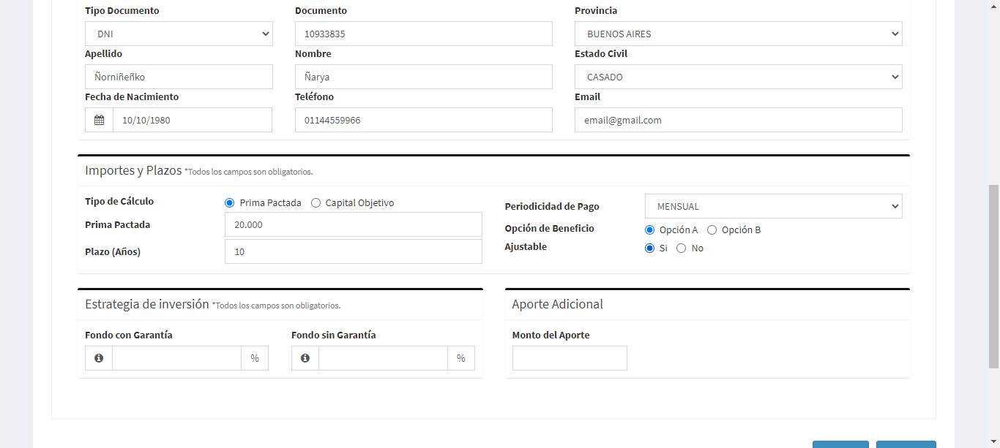 Tipo Documento Documento Provincia
DNI 10933835 BUENOS AIRES
Apellido Nombre Estado Civil
Ñorniñeñko Ñarya CASADO
Fecha de Nacimiento Teléfono Email
10/10/1980 01144559966 email@gmail.com
Importes y Plazos *Todos los campos son obligatorios.
Tipo de Cálculo Prima Pactada Capital Objetivo
Periodicidad de Pago MENSUAL
Prima Pactada 20.000
Opción de Beneficio Opción A Opción B
Plazo (Años) 10
Ajustable Si No
Estrategia de inversión *Todos los campos son obligatorios.
Fondo con Garantía Fondo sin Garantía
% %
Aporte Adicional
Monto del Aporte